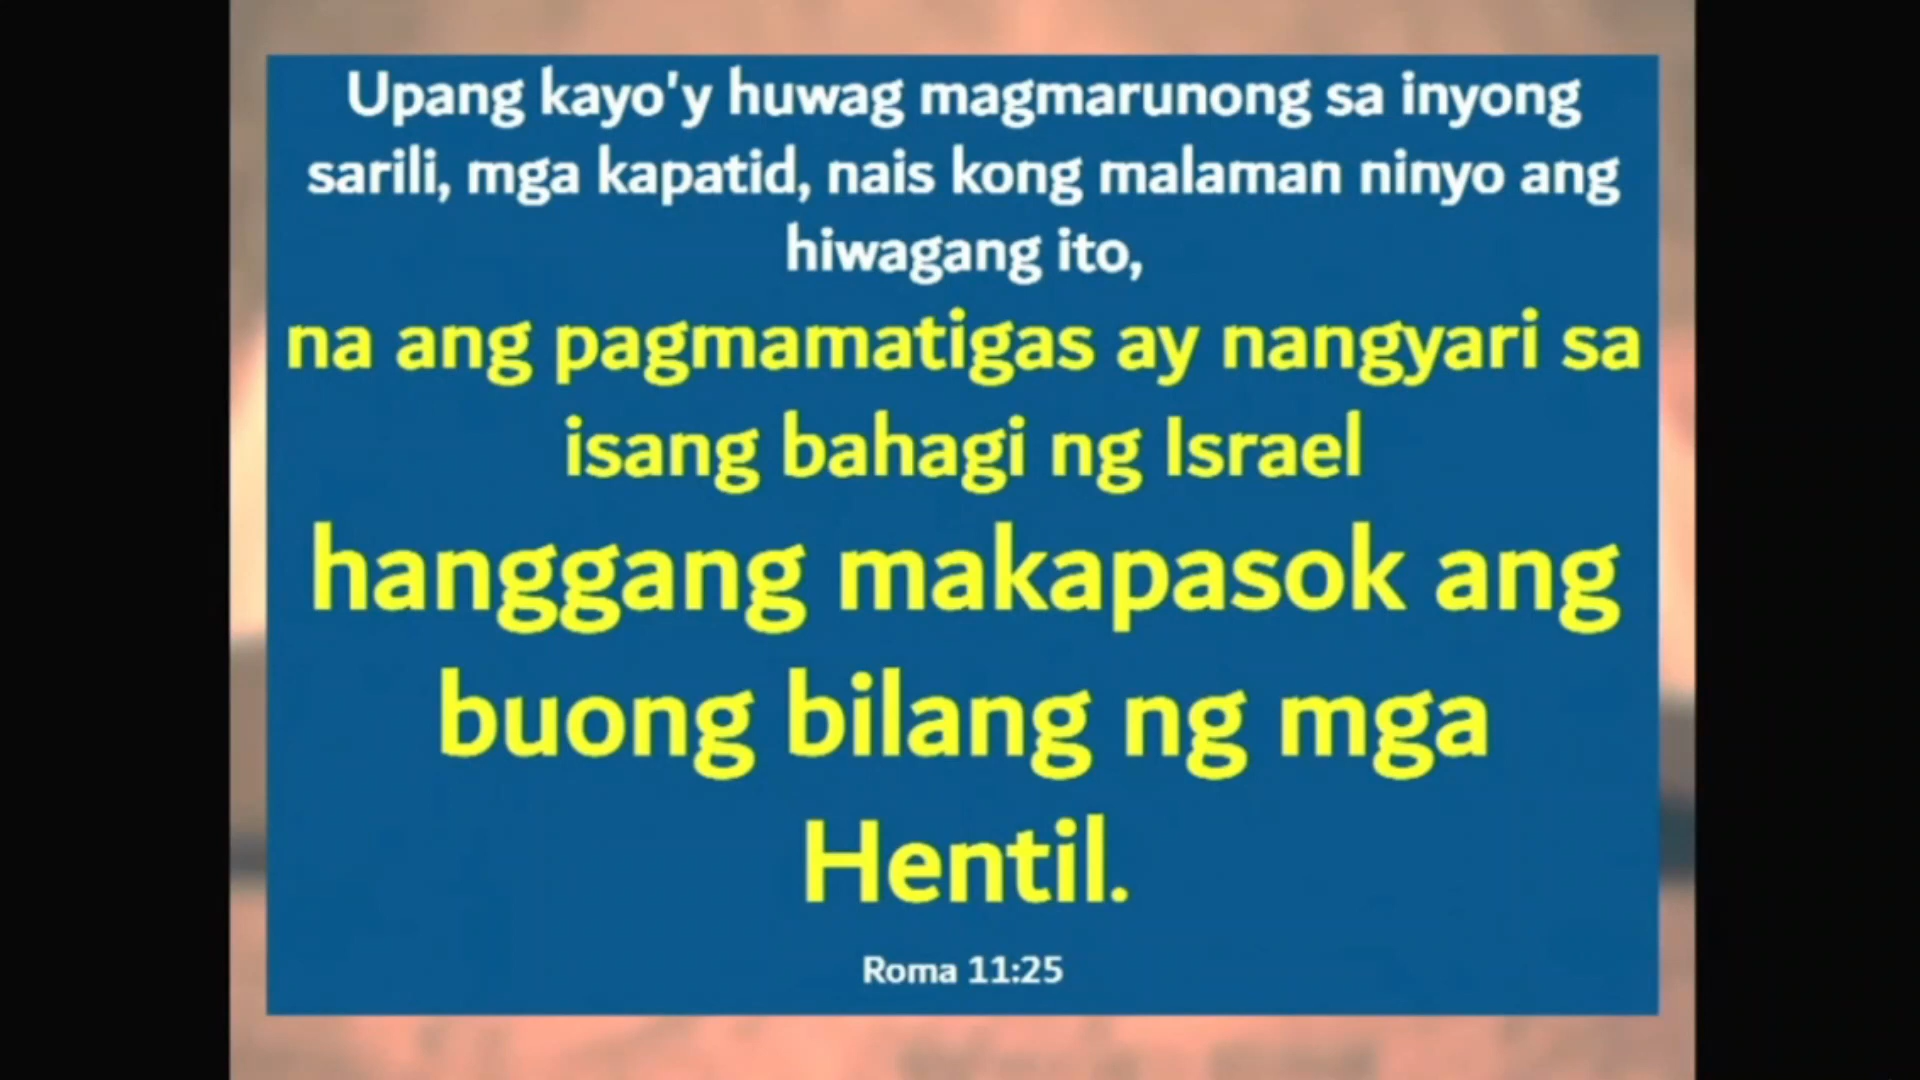 Upang kayo'y huwag magmarunong sa inyong
sarili, mga kapatid, nais kong malaman ninyo ang
hiwagang ito,
na ang pagmamatigas ay nangyari sa
isang bahagi ng Israel
hanggang makapasok ang
buong bilang ng mga
Hentil.
Roma 11:25